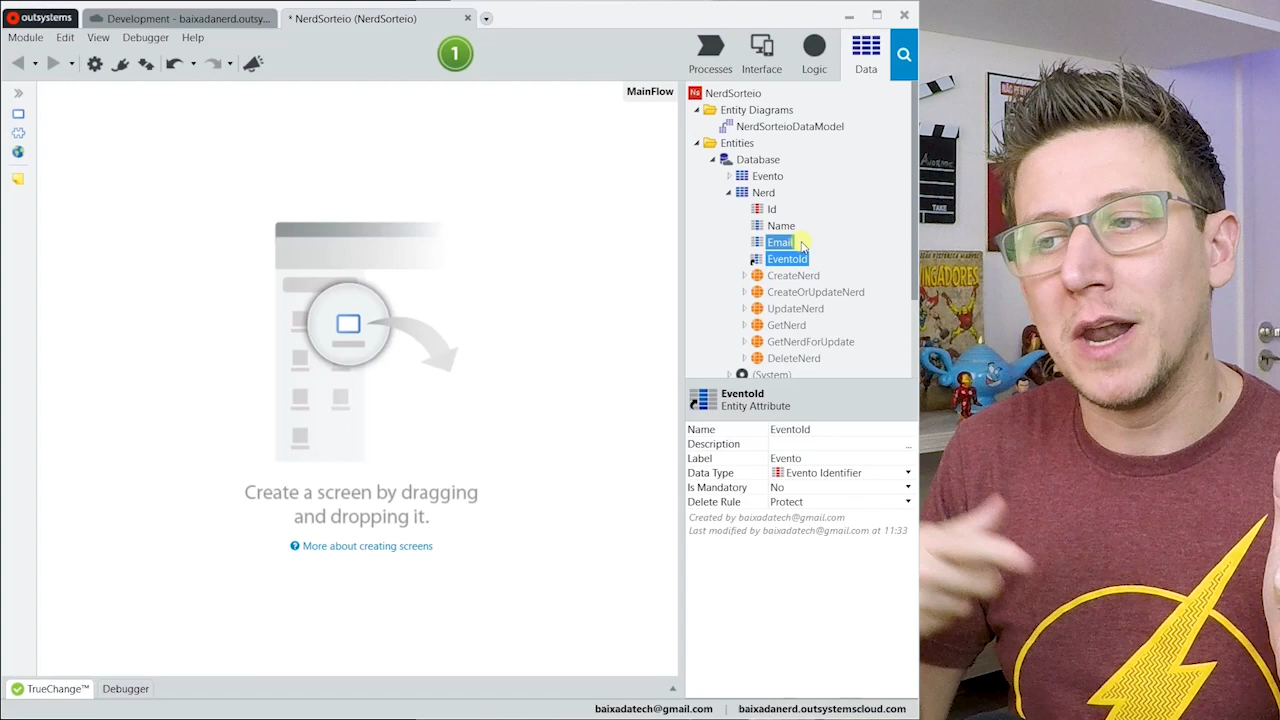 outsystems
Development - baixadanerd.outsy...
* NerdSorteio (NerdSorteio)
Module Edit View Debugger Help
1
Processes Interface Logic Data
MainFlow
NerdSorteio
Entity Diagrams
NerdSorteioDataModel
Entities
Database
Evento
Nerd
Id
Name
Email
EventoId
CreateNerd
CreateOrUpdateNerd
UpdateNerd
GetNerd
GetNerdForUpdate
DeleteNerd
(System)
EventoId
Entity Attribute
Name EventoId
Description ...
Label Evento
Data Type Evento Identifier
Is Mandatory No
Delete Rule Protect
Created by baixadatech@gmail.com
Last modified by baixadatech@gmail.com at 11:33
Create a screen by dragging
and dropping it.
More about creating screens
TrueChange™ Debugger
baixadatech@gmail.com | baixadanerd.outsystemscloud.com
TAKE